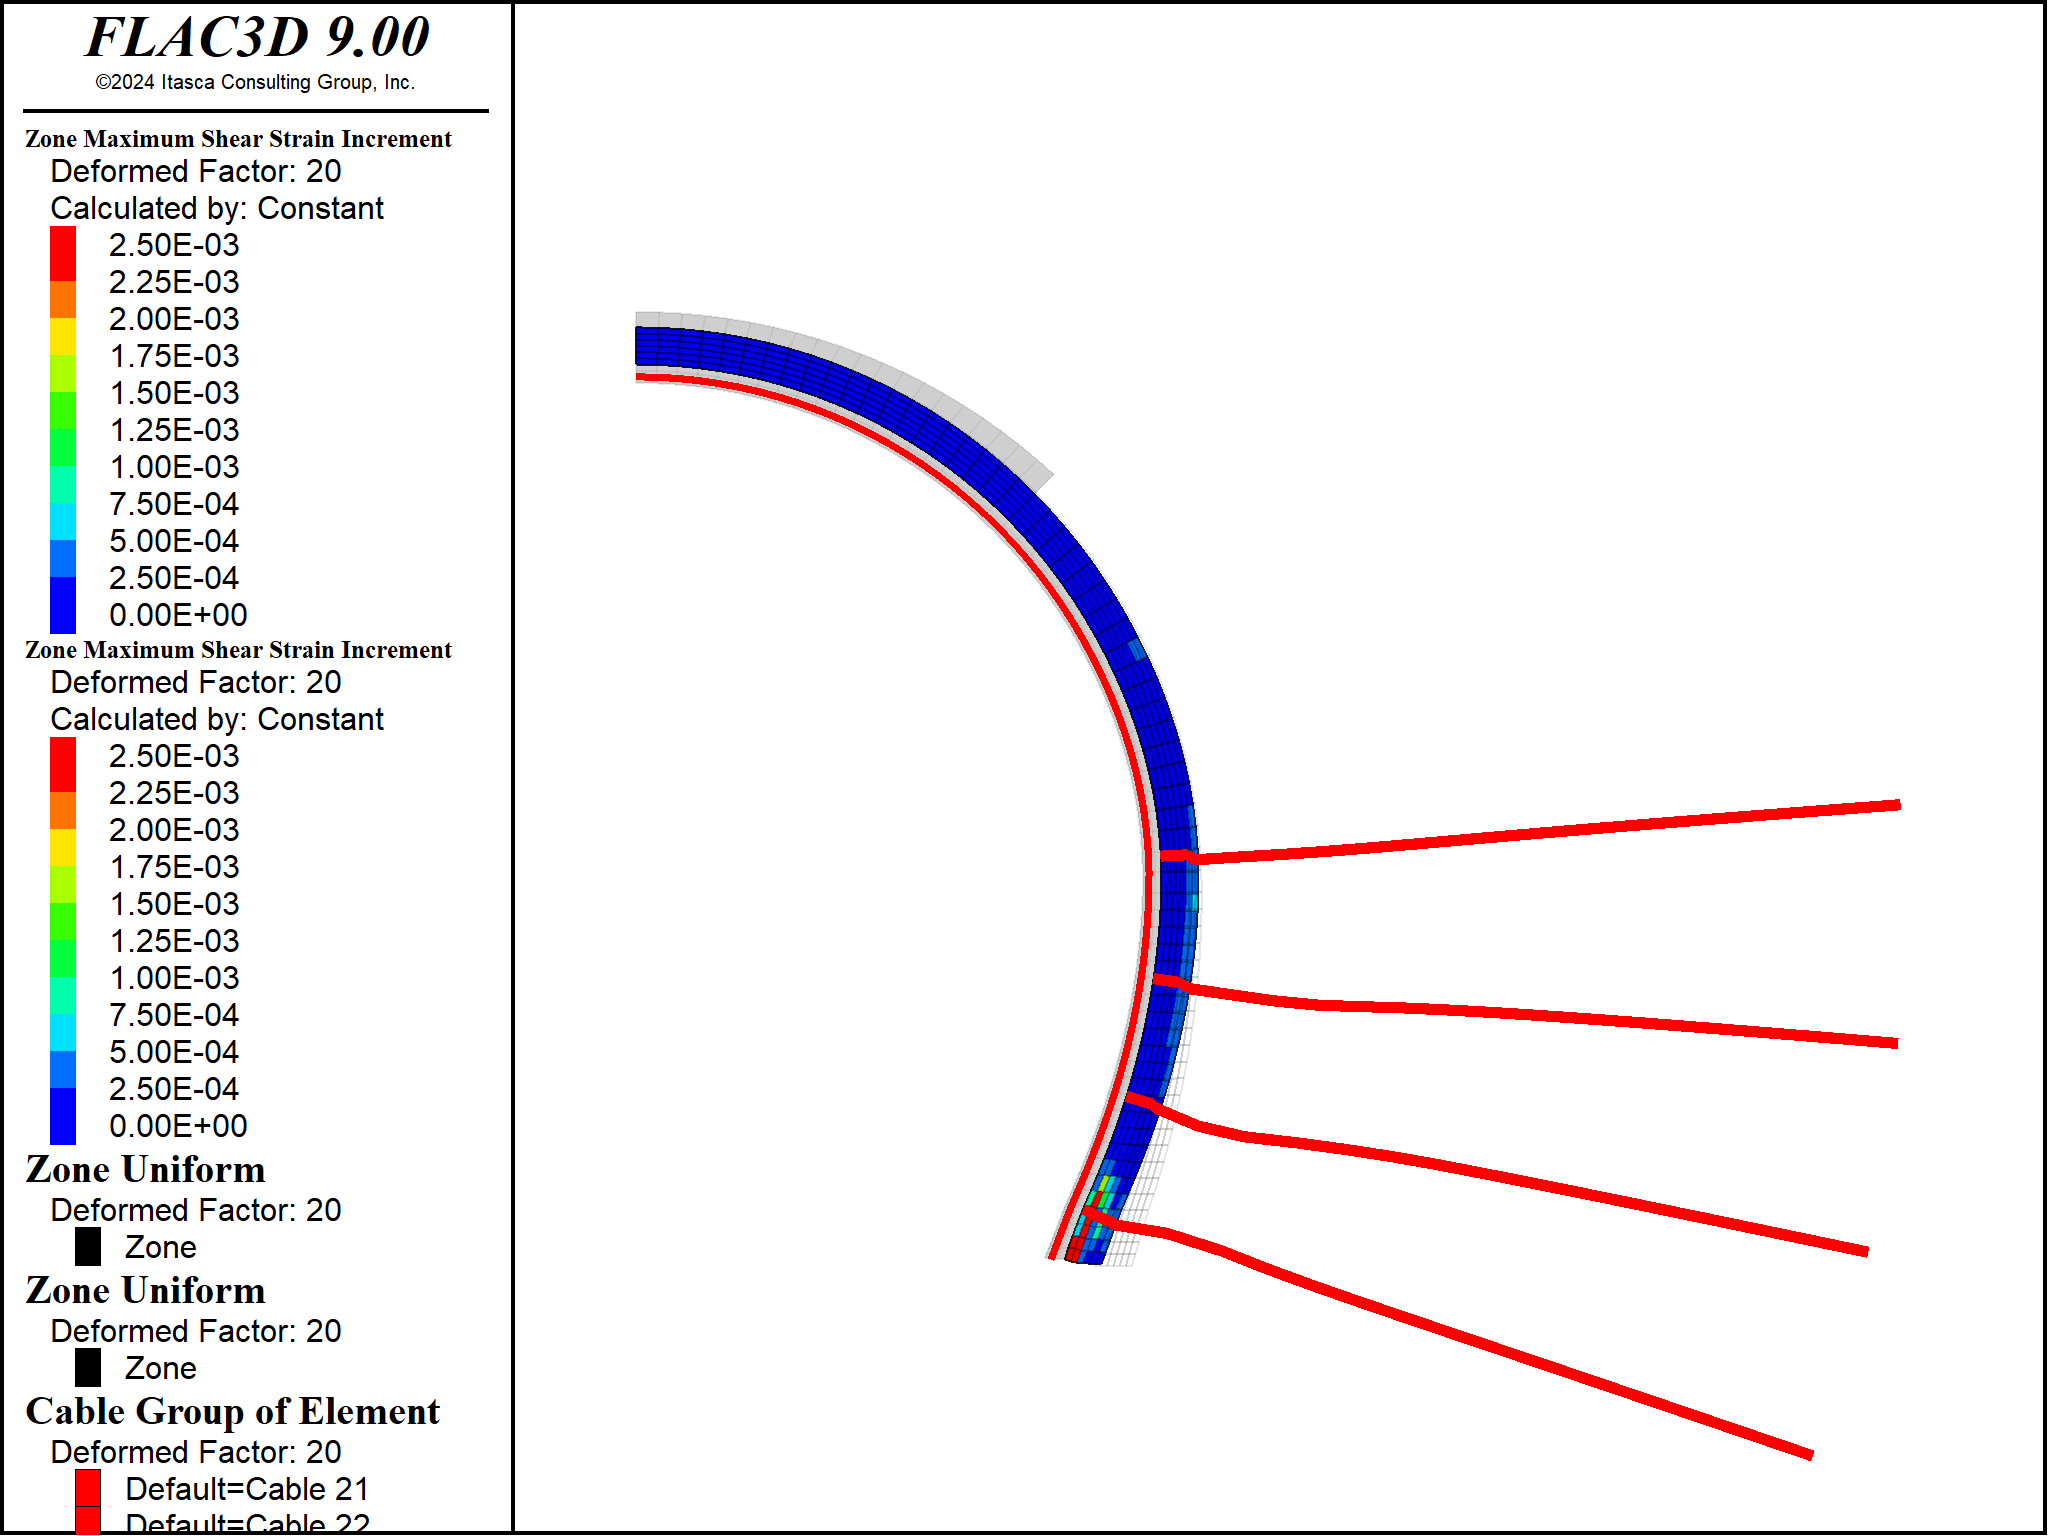 FLAC3D 9.00
©2024 Itasca Consulting Group, Inc.
Zone Maximum Shear Strain Increment
Deformed Factor: 20
Calculated by: Constant
2.50E-03
2.25E-03
2.00E-03
1.75E-03
1.50E-03
1.25E-03
1.00E-03
7.50E-04
5.00E-04
2.50E-04
0.00E+00
Zone Maximum Shear Strain Increment
Deformed Factor: 20
Calculated by: Constant
2.50E-03
2.25E-03
2.00E-03
1.75E-03
1.50E-03
1.25E-03
1.00E-03
7.50E-04
5.00E-04
2.50E-04
0.00E+00
Zone Uniform
Deformed Factor: 20
Zone
Zone Uniform
Deformed Factor: 20
Zone
Cable Group of Element
Deformed Factor: 20
Default=Cable 21
Default=Cable 22